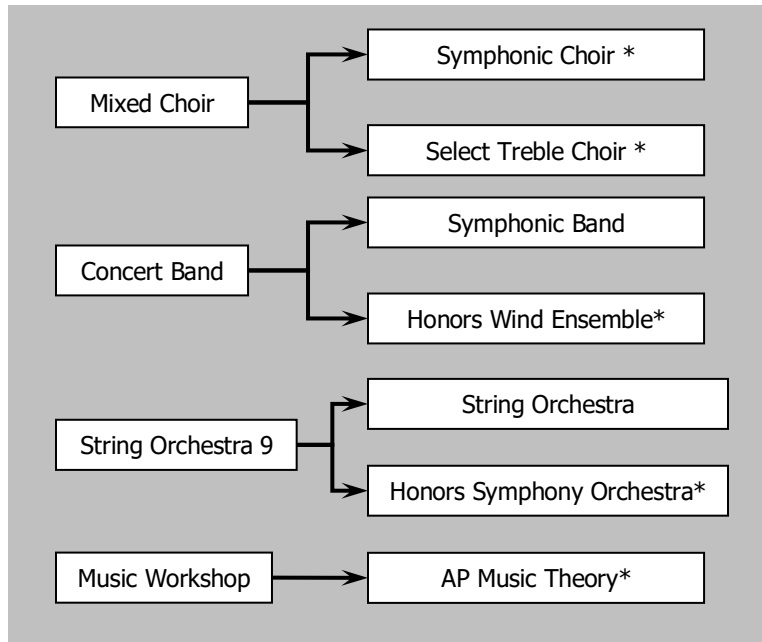 Symphonic Choir *
Mixed Choir
Select Treble Choir *
Symphonic Band
Concert Band
Honors Wind Ensemble*
String Orchestra
String Orchestra 9
Honors Symphony Orchestra*
Music Workshop
AP Music Theory*